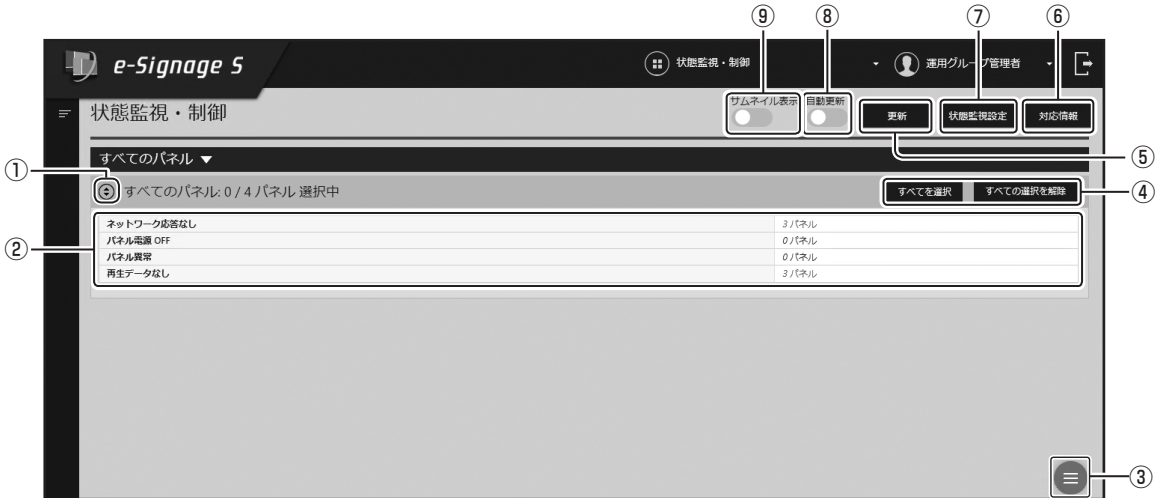 ⑨ ⑧ ⑦ ⑥
e-Signage S
状態監視・制御
運用グループ管理者
状態監視・制御
サムネイル表示
自動更新
更新
状態監視設定
対応情報
⑤
すべてのパネル ▼
①
すべてのパネル: 0 / 4 パネル 選択中
すべてを選択
すべての選択を解除
④
②
ネットワーク応答なし 3 パネル
パネル電源 OFF 0 パネル
パネル異常 0 パネル
再生データなし 3 パネル
③